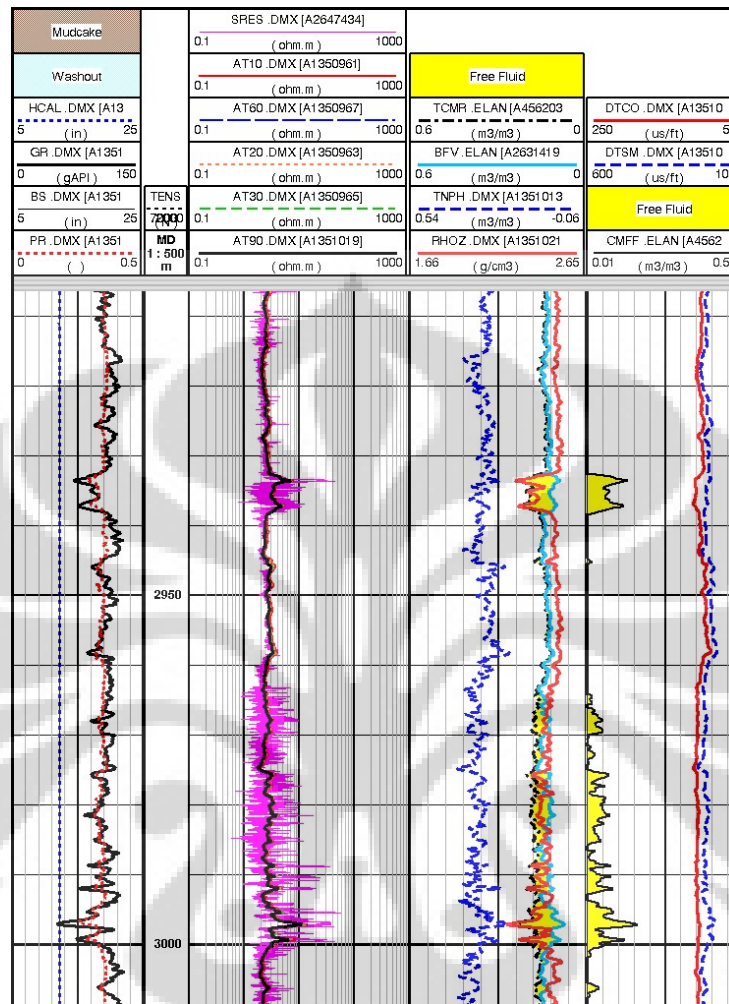 Mudcake
Washout
HCAL .DMX [A13
5 (in) 25
GR .DMX [A1351
0 (gAPI) 150
BS .DMX [A1351
5 (in) 25
PR .DMX [A1351
0 ( ) 0.5
TENS
MD
1 : 500
m
SRES .DMX [A2647434]
0.1 (ohm.m) 1000
AT10 .DMX [A1350961]
0.1 (ohm.m) 1000
AT60 .DMX [A1350967]
0.1 (ohm.m) 1000
AT20 .DMX [A1350963]
0.1 (ohm.m) 1000
AT30 .DMX [A1350965]
0.1 (ohm.m) 1000
AT90 .DMX [A1351019]
0.1 (ohm.m) 1000
Free Fluid
TCMR .ELAN [A456203
0.6 (m3/m3) 0
BFV .ELAN [A2631419
0.6 (m3/m3) 0
TNPH .DMX [A1351013
0.54 (m3/m3) -0.06
RHOZ .DMX [A1351021
1.66 (g/cm3) 2.65
DTCO .DMX [A13510
250 (us/ft) 5
DTSM .DMX [A13510
600 (us/ft) 10
Free Fluid
CMFF .ELAN [A4562
0.01 (m3/m3) 0.5
2950
3000